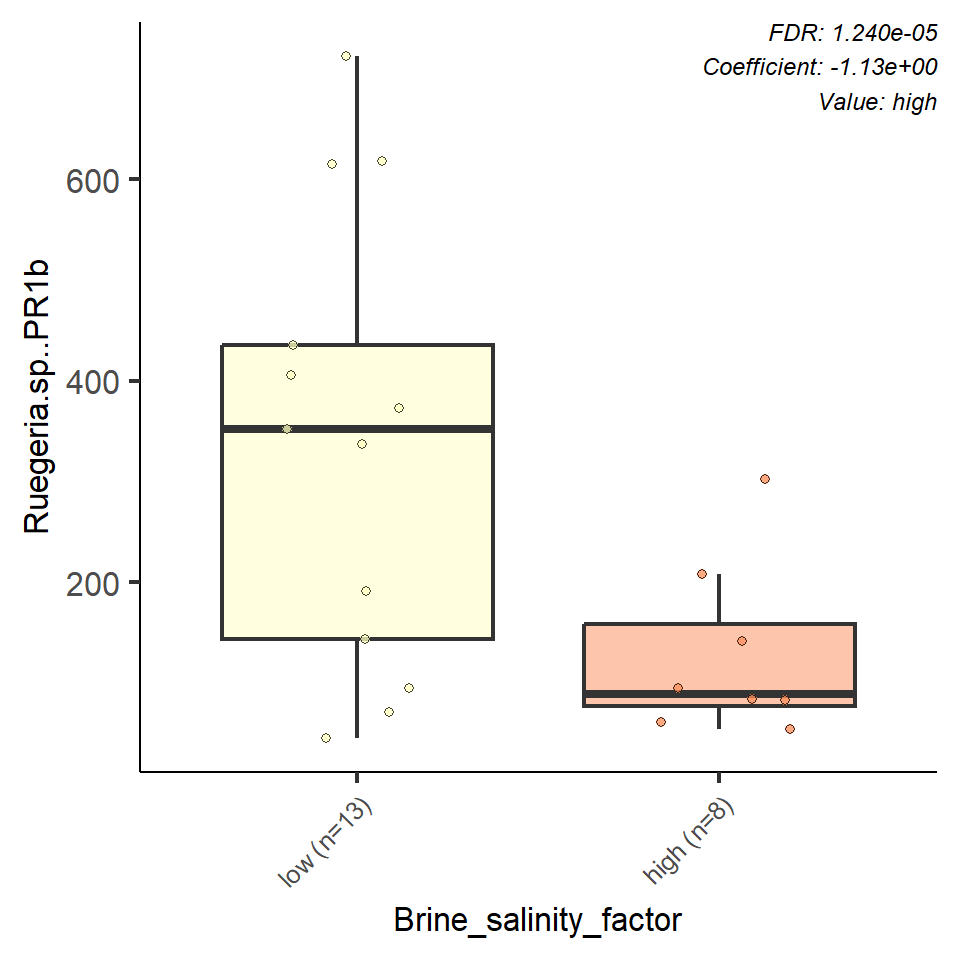 FDR: 1.240e-05
Coefficient: -1.13e+00
Value: high
600
400
200
Ruegeria.sp..PR1b
low (n=13)
high (n=8)
Brine_salinity_factor